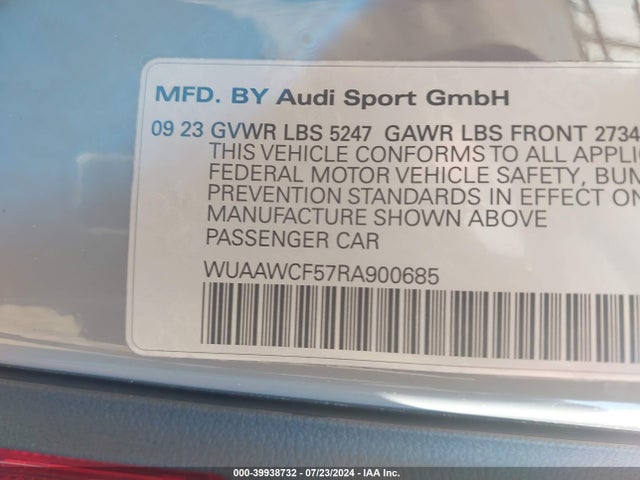 MFD. BY Audi Sport GmbH
09 23 GVWR LBS 5247 GAWR LBS FRONT 2734
THIS VEHICLE CONFORMS TO ALL APPLI
FEDERAL MOTOR VEHICLE SAFETY, BUM
PREVENTION STANDARDS IN EFFECT ON
MANUFACTURE SHOWN ABOVE
PASSENGER CAR
WUAAWCF57RA900685
000-39938732 - 07/23/2024 - IAA Inc.